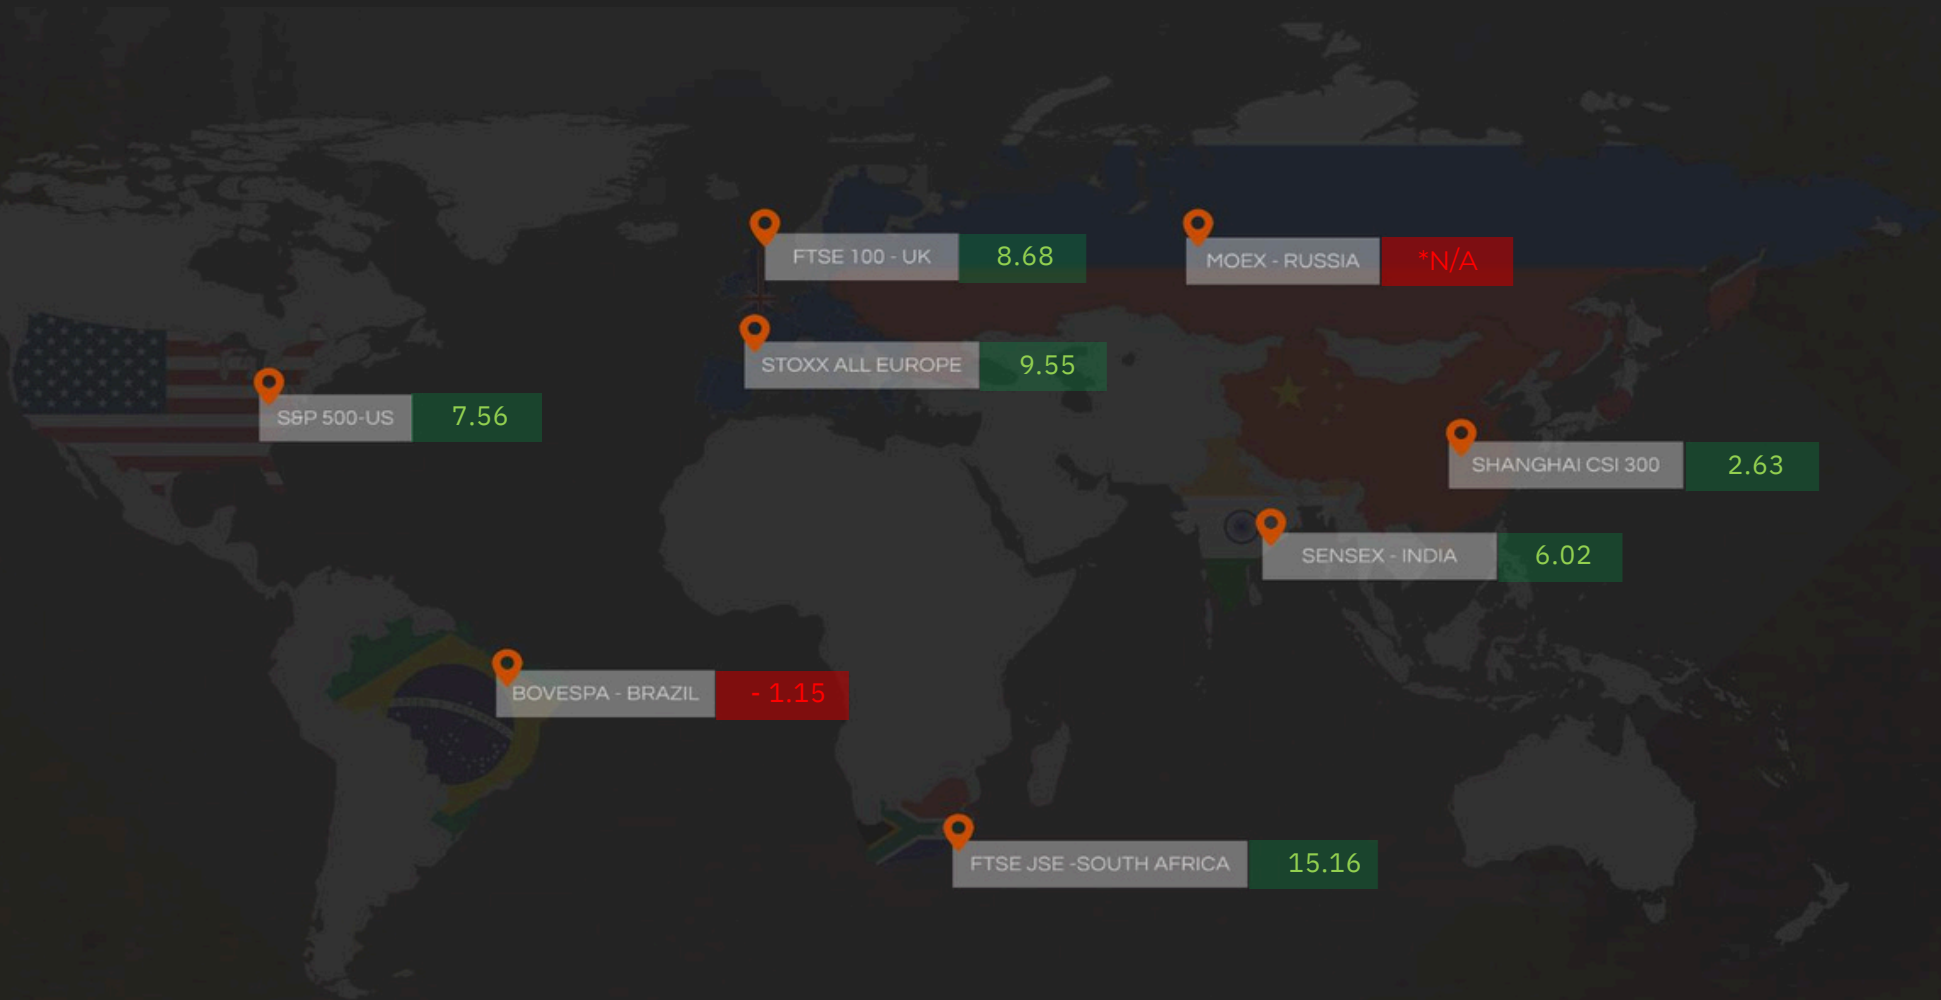 FTSE 100 - UK 8.68
MOEX - RUSSIA *N/A
STOXX ALL EUROPE 9.55
S&P 500-US 7.56
SHANGHAI CSI 300 2.63
SENSEX - INDIA 6.02
BOVESPA - BRAZIL - 1.15
FTSE JSE -SOUTH AFRICA 15.16